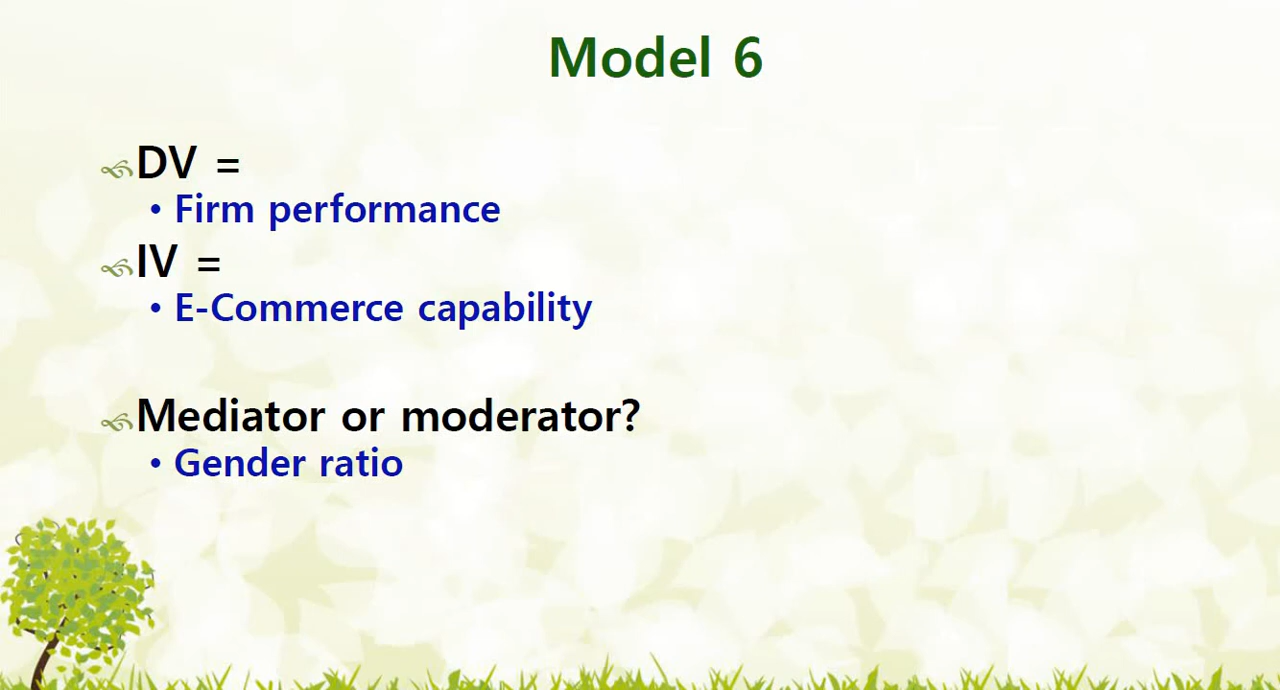 Model 6
DV =
• Firm performance
IV =
• E-Commerce capability
Mediator or moderator?
• Gender ratio